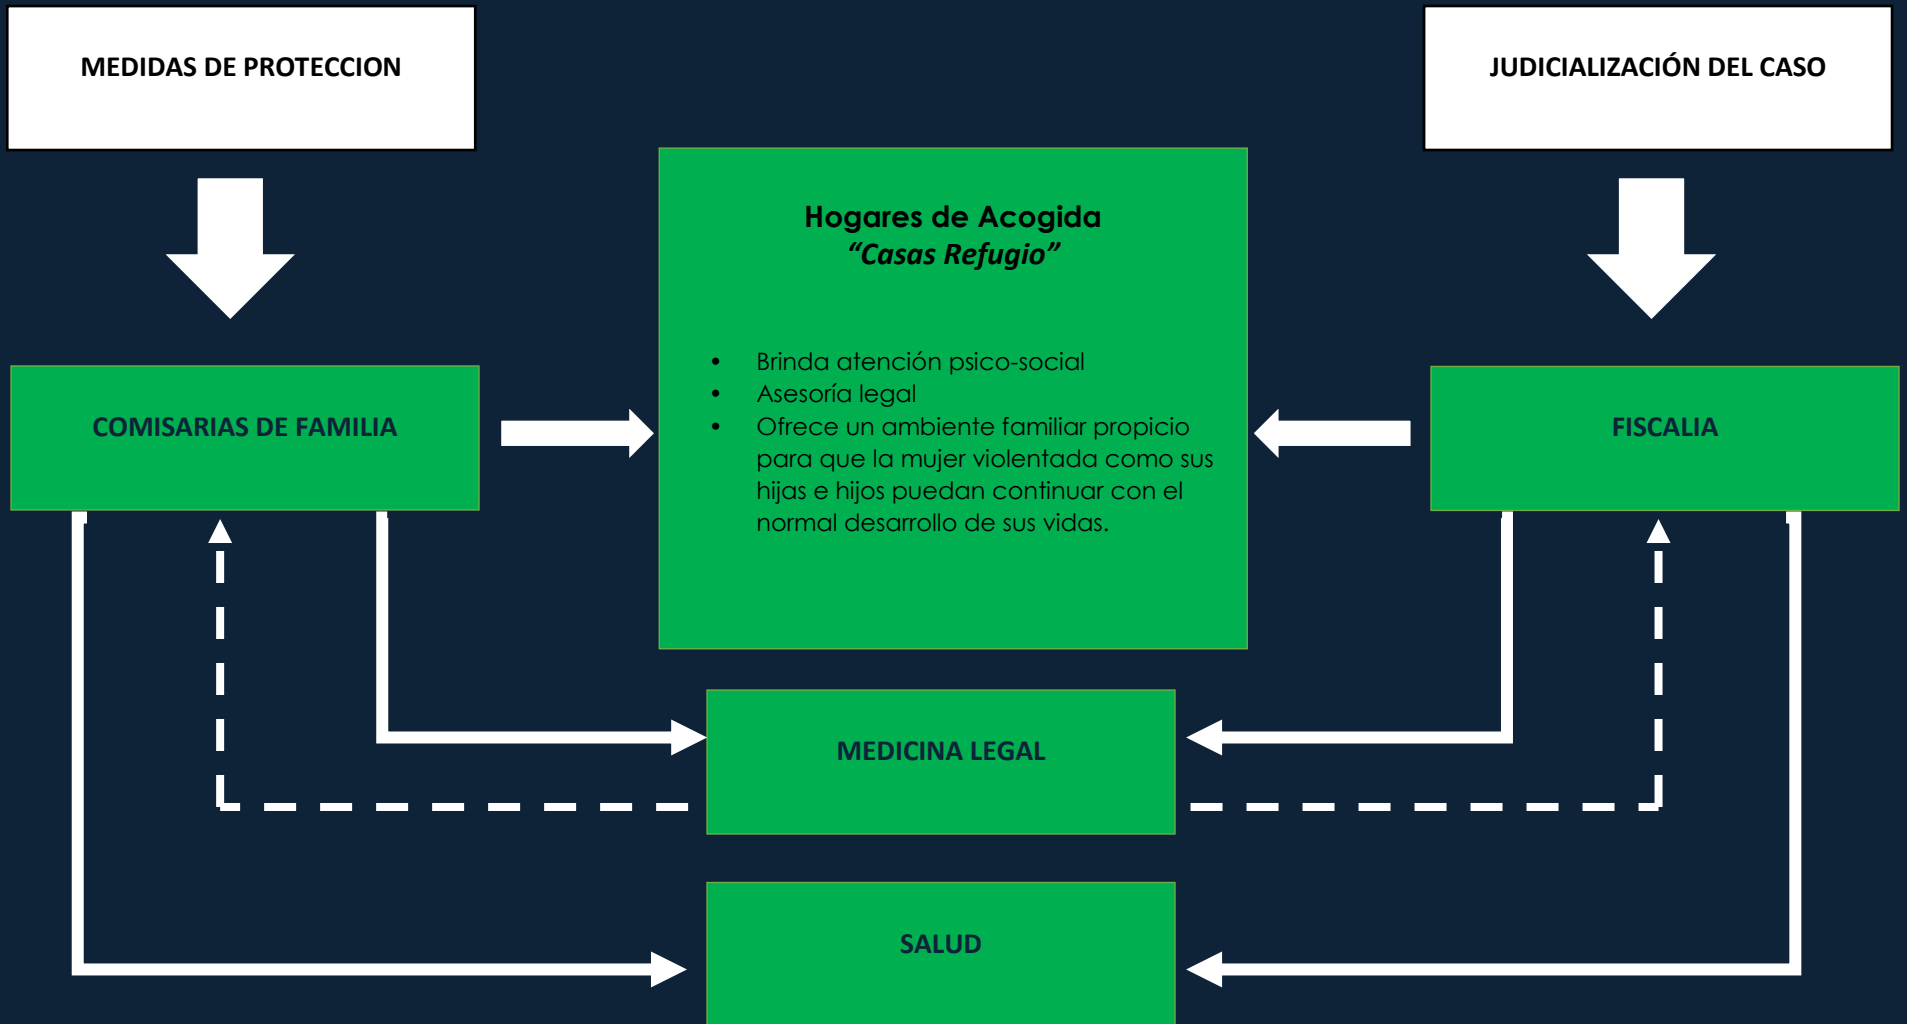 MEDIDAS DE PROTECCION
JUDICIALIZACIÓN DEL CASO
Hogares de Acogida
“Casas Refugio”
• Brinda atención psico-social
• Asesoría legal
• Ofrece un ambiente familiar propicio
para que la mujer violentada como sus
hijas e hijos puedan continuar con el
normal desarrollo de sus vidas.
COMISARIAS DE FAMILIA
FISCALIA
MEDICINA LEGAL
SALUD